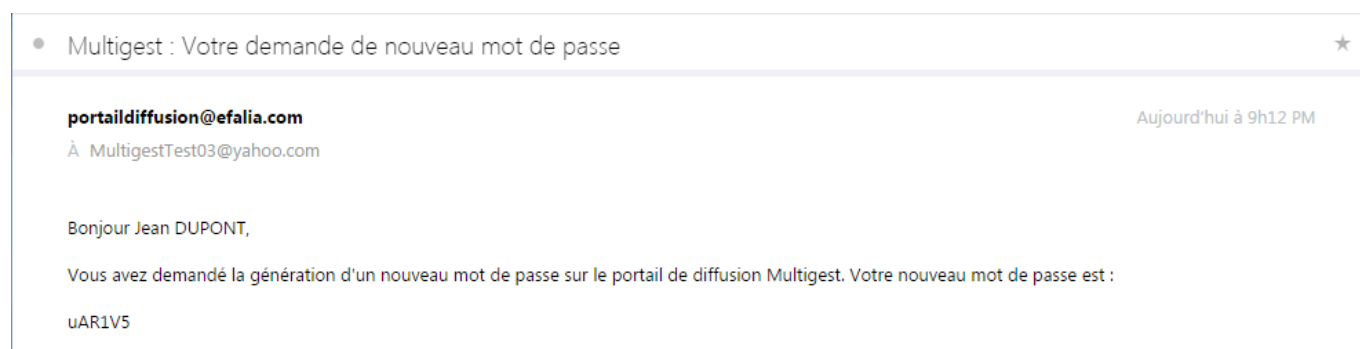 Multigest : Votre demande de nouveau mot de passe
portaildiffusion@efalia.com
Aujourd'hui à 9h12 PM
À MultigestTest03@yahoo.com
Bonjour Jean DUPONT,
Vous avez demandé la génération d'un nouveau mot de passe sur le portail de diffusion Multigest. Votre nouveau mot de passe est :
uAR1V5